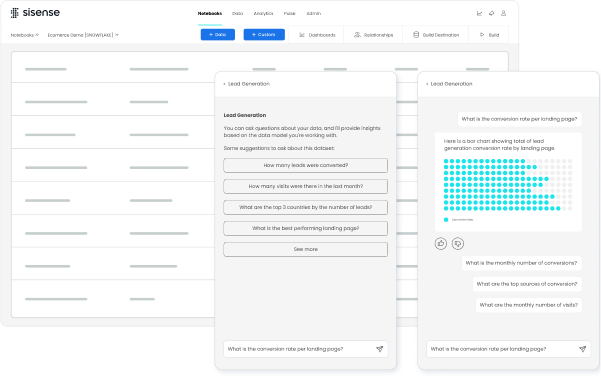 sisense
Notebooks Data Analytics Pulse Admin
Notebooks Ecomerce Demo [SNOWFLAKE] + Data + Custom Dashboards Relationships Build Destination Build
Lead Generation
Lead Generation
You can ask questions about your data, and I'll provide insights
based on the data model you're working with.
Some suggestions to ask about this dataset:
How many leads were converted?
How many visits were there in the last month?
What are the top 3 countries by the number of leads?
What is the best performing landing page?
See more
What is the conversion rate per landing page?
Lead Generation
What is the conversion rate per landing page?
Here is a bar chart showing total of lead
generation conversion rate by landing page.
What is the monthly number of conversions?
What are the top sources of conversion?
What are the monthly number of visits?
What is the conversion rate per landing page?